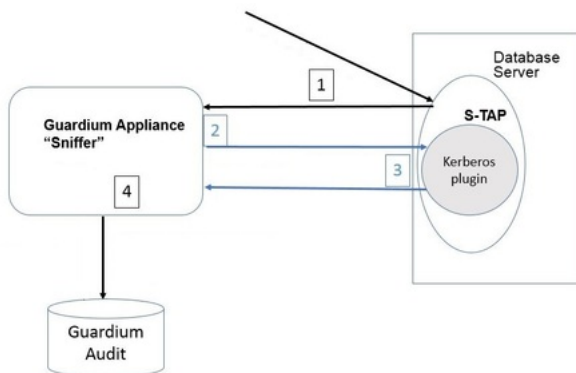 Database
Server
1
S-TAP
Guardium Appliance
“Sniffer”
2
Kerberos
plugin
3
4
Guardium
Audit